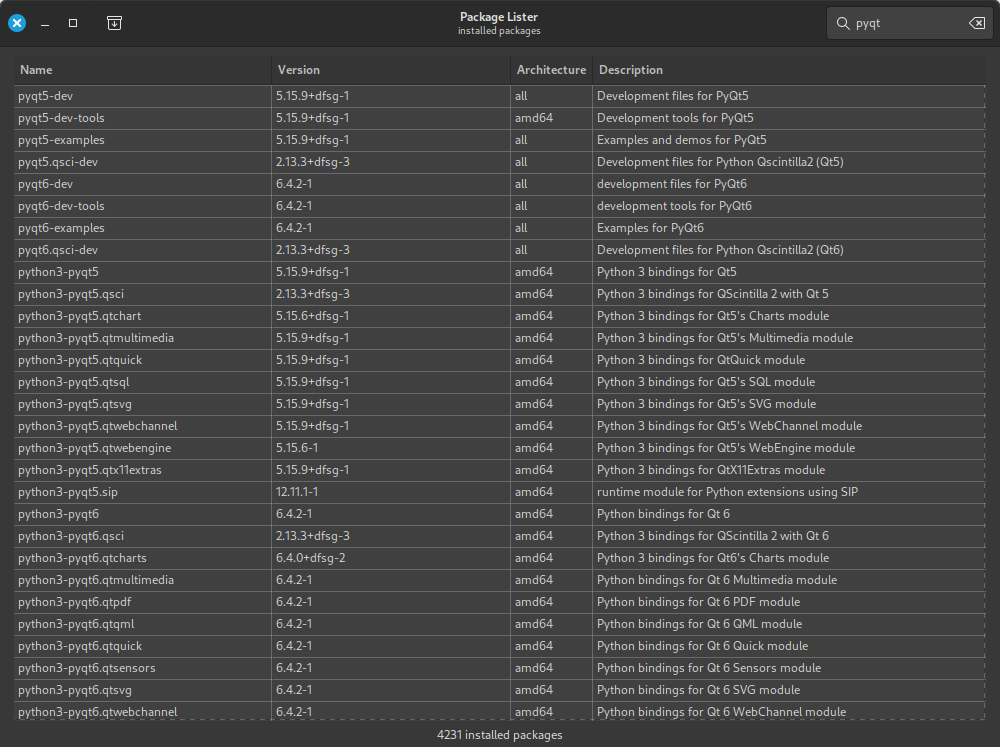 Package Lister
installed packages
pyqt
Name Version Architecture Description
pyqt5-dev 5.15.9+dfsg-1 all Development files for PyQt5
pyqt5-dev-tools 5.15.9+dfsg-1 amd64 Development tools for PyQt5
pyqt5-examples 5.15.9+dfsg-1 all Examples and demos for PyQt5
pyqt5.qsci-dev 2.13.3+dfsg-3 all Development files for Python Qscintilla2 (Qt5)
pyqt6-dev 6.4.2-1 all development files for PyQt6
pyqt6-dev-tools 6.4.2-1 all development tools for PyQt6
pyqt6-examples 6.4.2-1 all Examples for PyQt6
pyqt6.qsci-dev 2.13.3+dfsg-3 all Development files for Python Qscintilla2 (Qt6)
python3-pyqt5 5.15.9+dfsg-1 amd64 Python 3 bindings for Qt5
python3-pyqt5.qsci 2.13.3+dfsg-3 amd64 Python 3 bindings for QScintilla 2 with Qt 5
python3-pyqt5.qtchart 5.15.6+dfsg-1 amd64 Python 3 bindings for Qt5's Charts module
python3-pyqt5.qtmultimedia 5.15.9+dfsg-1 amd64 Python 3 bindings for Qt5's Multimedia module
python3-pyqt5.qtquick 5.15.9+dfsg-1 amd64 Python 3 bindings for QtQuick module
python3-pyqt5.qtsql 5.15.9+dfsg-1 amd64 Python 3 bindings for Qt5's SQL module
python3-pyqt5.qtsvg 5.15.9+dfsg-1 amd64 Python 3 bindings for Qt5's SVG module
python3-pyqt5.qtwebchannel 5.15.9+dfsg-1 amd64 Python 3 bindings for Qt5's WebChannel module
python3-pyqt5.qtwebengine 5.15.6-1 amd64 Python 3 bindings for Qt5's WebEngine module
python3-pyqt5.qtx11extras 5.15.9+dfsg-1 amd64 Python 3 bindings for QtX11Extras module
python3-pyqt5.sip 12.11.1-1 amd64 runtime module for Python extensions using SIP
python3-pyqt6 6.4.2-1 amd64 Python bindings for Qt 6
python3-pyqt6.qsci 2.13.3+dfsg-3 amd64 Python 3 bindings for QScintilla 2 with Qt 6
python3-pyqt6.qtcharts 6.4.0+dfsg-2 amd64 Python 3 bindings for Qt6's Charts module
python3-pyqt6.qtmultimedia 6.4.2-1 amd64 Python bindings for Qt 6 Multimedia module
python3-pyqt6.qtpdf 6.4.2-1 amd64 Python bindings for Qt 6 PDF module
python3-pyqt6.qtqml 6.4.2-1 amd64 Python bindings for Qt 6 QML module
python3-pyqt6.qtquick 6.4.2-1 amd64 Python bindings for Qt 6 Quick module
python3-pyqt6.qtsensors 6.4.2-1 amd64 Python bindings for Qt 6 Sensors module
python3-pyqt6.qtsvg 6.4.2-1 amd64 Python bindings for Qt 6 SVG module
python3-pyqt6.qtwebchannel 6.4.2-1 amd64 Python bindings for Qt 6 WebChannel module
4231 installed packages